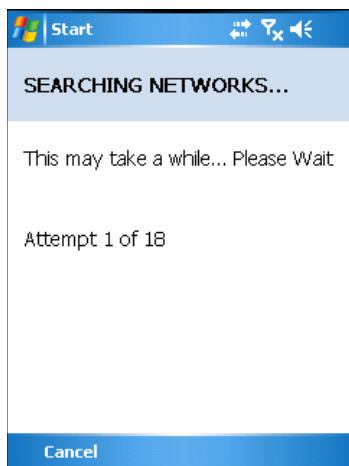 Start
SEARCHING NETWORKS...
This may take a while... Please Wait
Attempt 1 of 18
Cancel